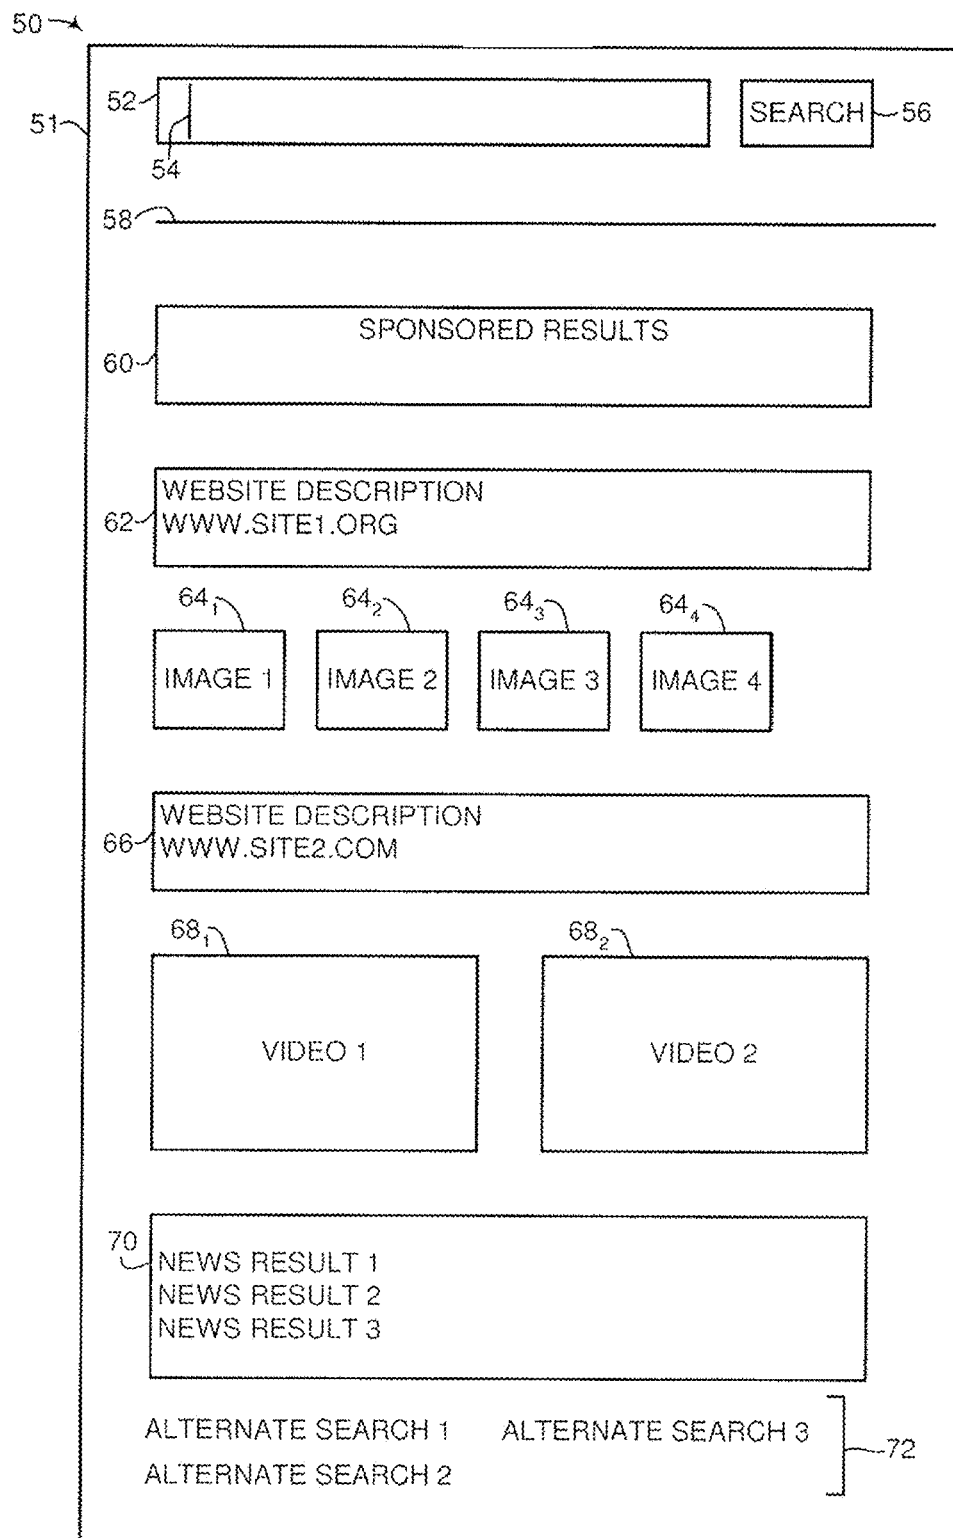 50
51
52
54
SEARCH
56
58
SPONSORED RESULTS
60
WEBSITE DESCRIPTION
62
WWW.SITE1.ORG
64₁ 64₂ 64₃ 64₄
IMAGE 1 IMAGE 2 IMAGE 3 IMAGE 4
WEBSITE DESCRIPTION
66
WWW.SITE2.COM
68₁ 68₂
VIDEO 1 VIDEO 2
70
NEWS RESULT 1
NEWS RESULT 2
NEWS RESULT 3
ALTERNATE SEARCH 1 ALTERNATE SEARCH 3
72
ALTERNATE SEARCH 2